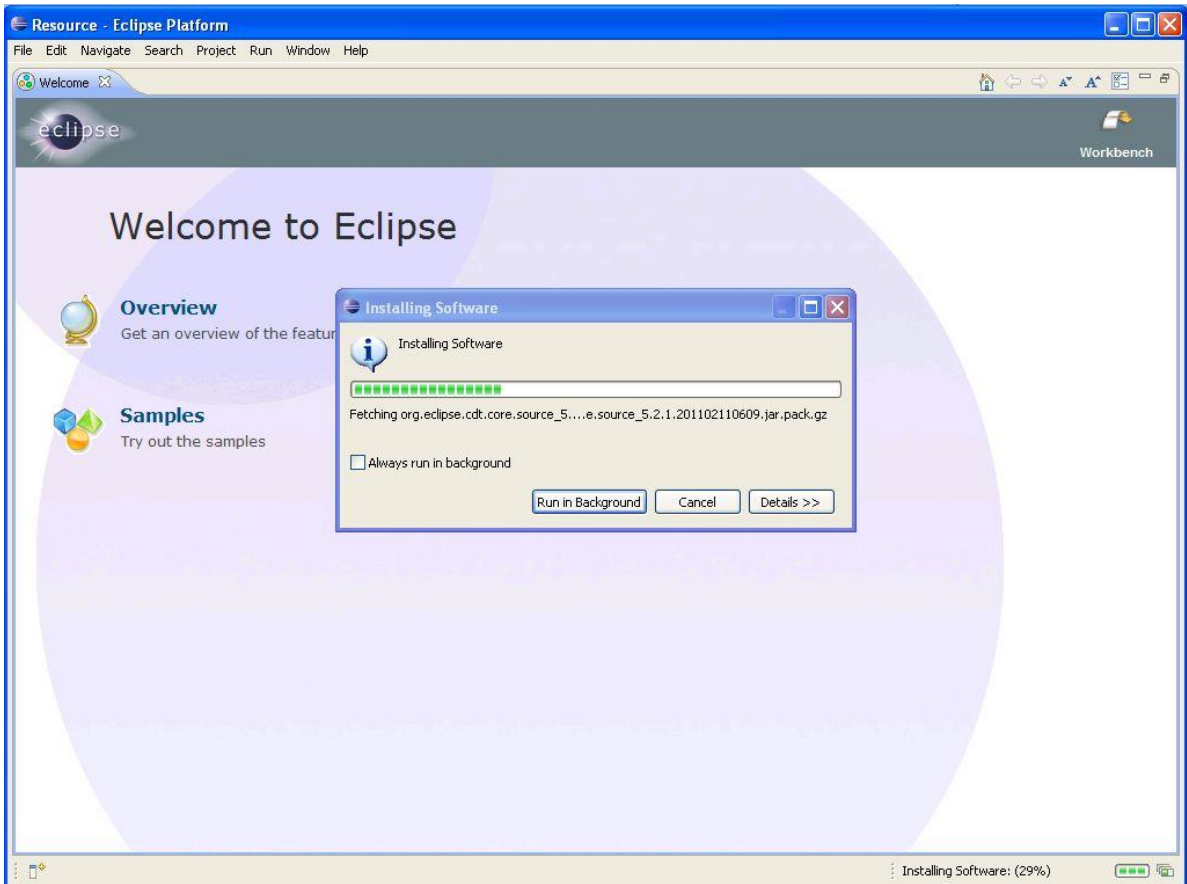 Resource - Eclipse Platform
File Edit Navigate Search Project Run Window Help
Welcome
A A
eclipse
Workbench
Welcome to Eclipse
Overview
Get an overview of the featur
Samples
Try out the samples
Installing Software
Installing Software
Fetching org.eclipse.cdt.core.source_5....e.source_5.2.1.201102110609.jar.pack.gz
Always run in background
Run in Background Cancel Details >>
Installing Software: (29%)